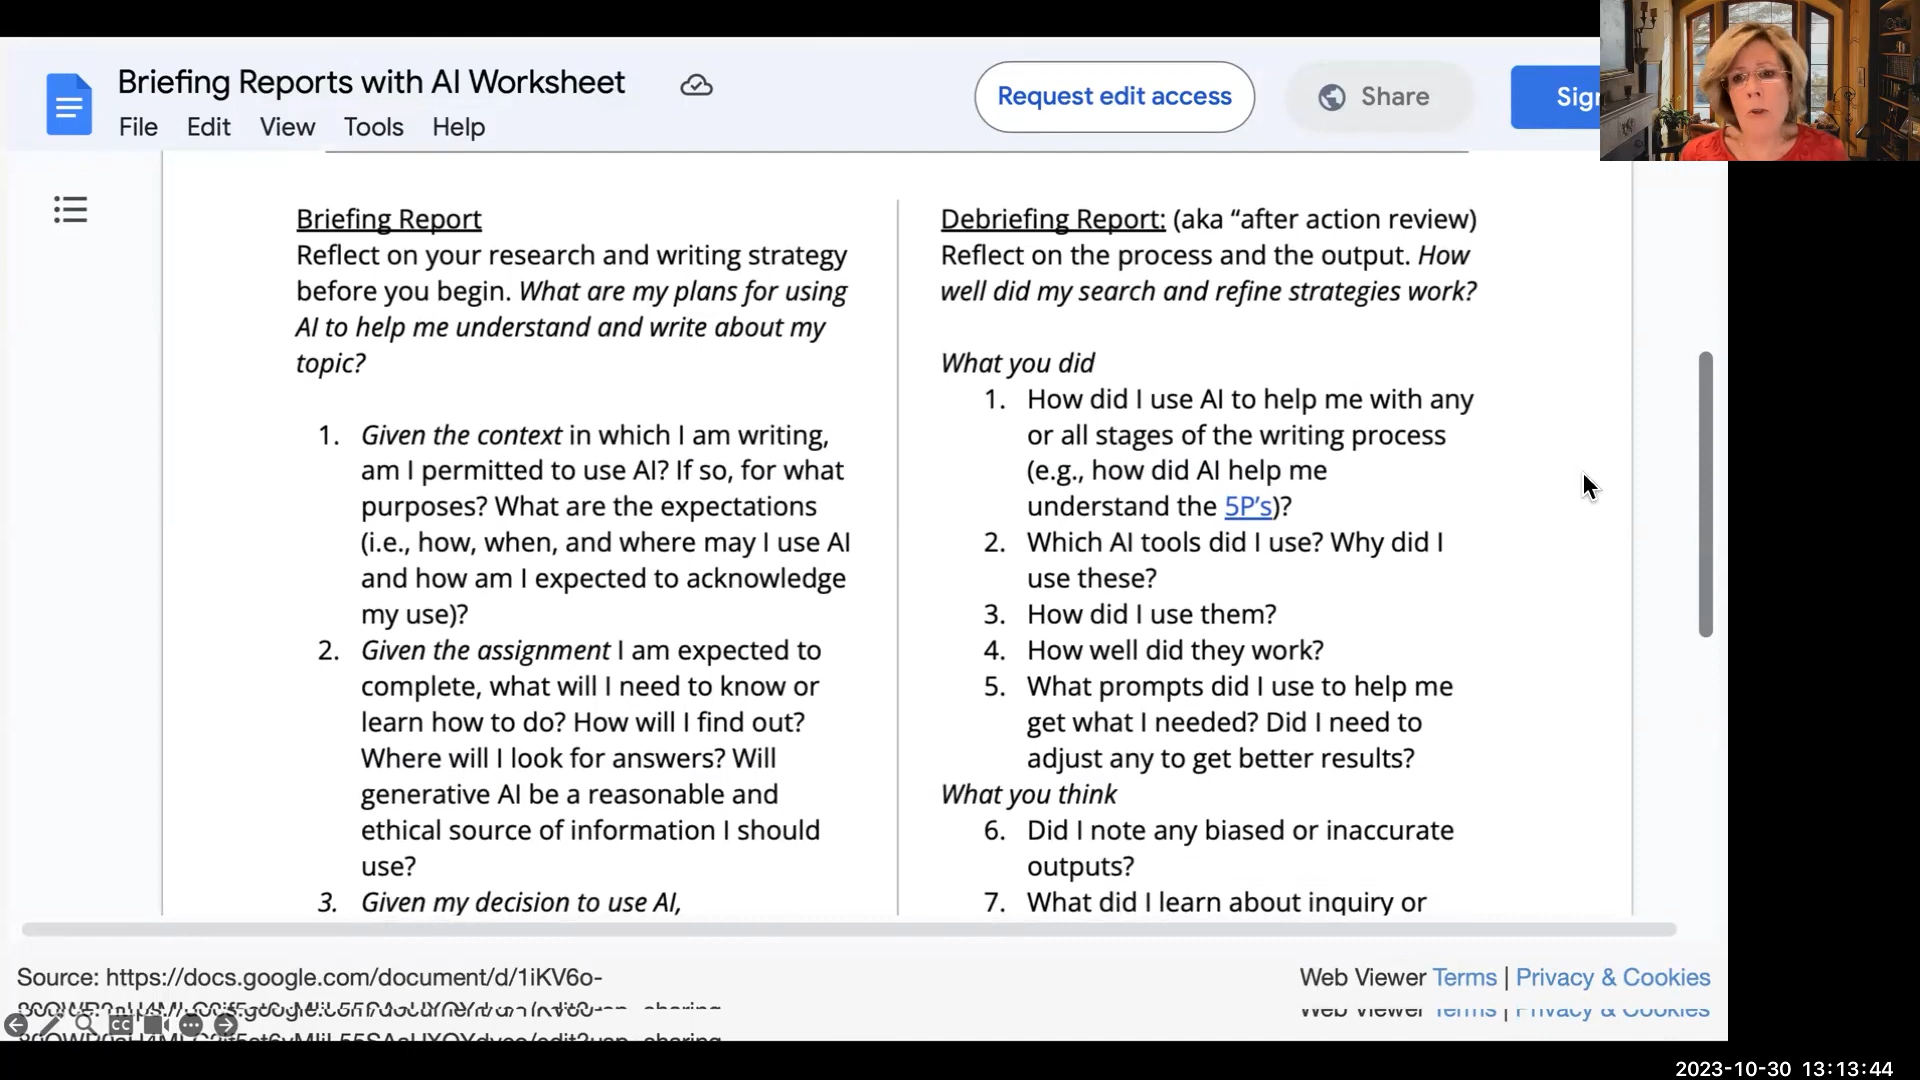 Briefing Reports with AI Worksheet
File Edit View Tools Help
Request edit access
Share
Briefing Report
Reflect on your research and writing strategy
before you begin. What are my plans for using
AI to help me understand and write about my
topic?
1. Given the context in which I am writing,
am I permitted to use AI? If so, for what
purposes? What are the expectations
(i.e., how, when, and where may I use AI
and how am I expected to acknowledge
my use)?
2. Given the assignment I am expected to
complete, what will I need to know or
learn how to do? How will I find out?
Where will I look for answers? Will
generative AI be a reasonable and
ethical source of information I should
use?
3. Given my decision to use AI,
Debriefing Report: (aka “after action review)
Reflect on the process and the output. How
well did my search and refine strategies work?
What you did
1. How did I use AI to help me with any
or all stages of the writing process
(e.g., how did AI help me
understand the 5P’s)?
2. Which AI tools did I use? Why did I
use these?
3. How did I use them?
4. How well did they work?
5. What prompts did I use to help me
get what I needed? Did I need to
adjust any to get better results?
What you think
6. Did I note any biased or inaccurate
outputs?
7. What did I learn about inquiry or
Source: https://docs.google.com/document/d/1iKV6o-
Web Viewer Terms | Privacy & Cookies
Web Viewer Terms | Privacy & Cookies
CC
2023-10-30 13:13:44